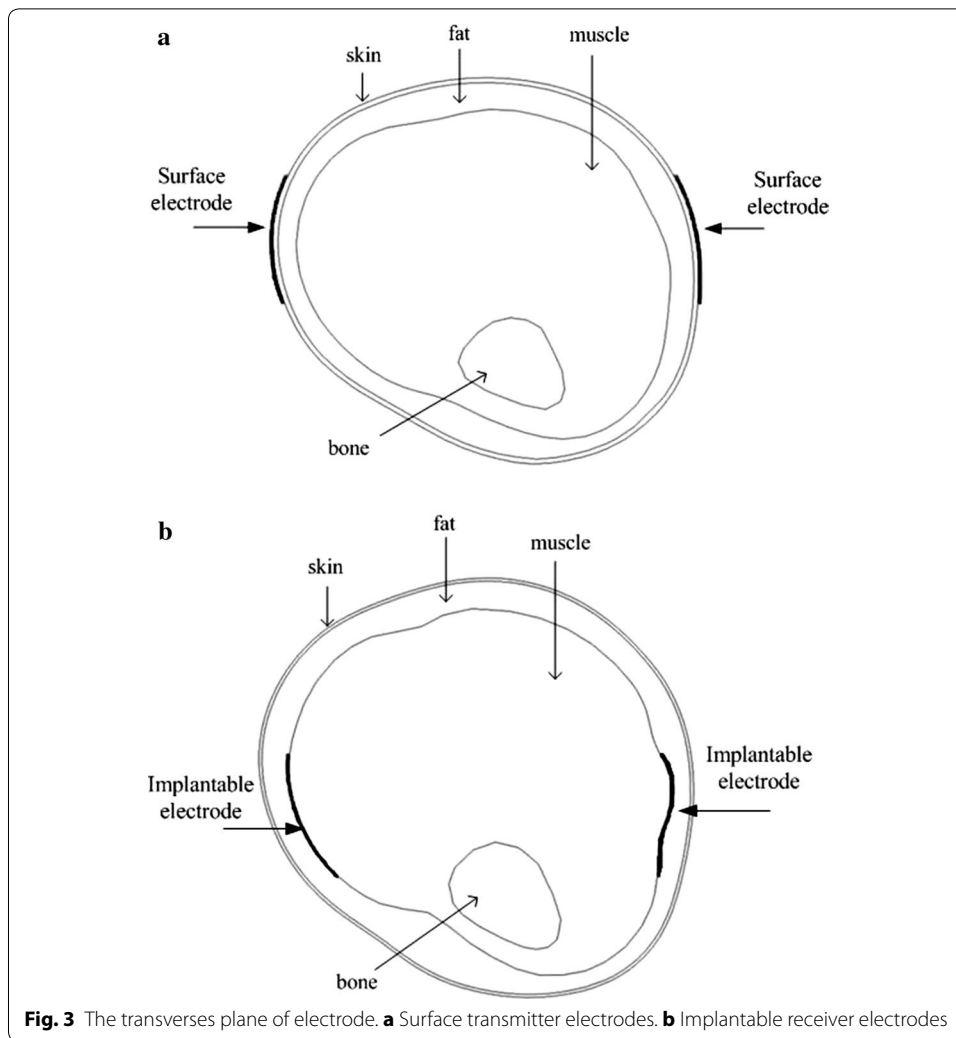 a
fat
muscle
skin
Surface
electrode
Surface
electrode
bone
b
fat
muscle
skin
Implantable
electrode
Implantable
electrode
bone
Fig. 3 The transverses plane of electrode. a Surface transmitter electrodes. b Implantable receiver electrodes